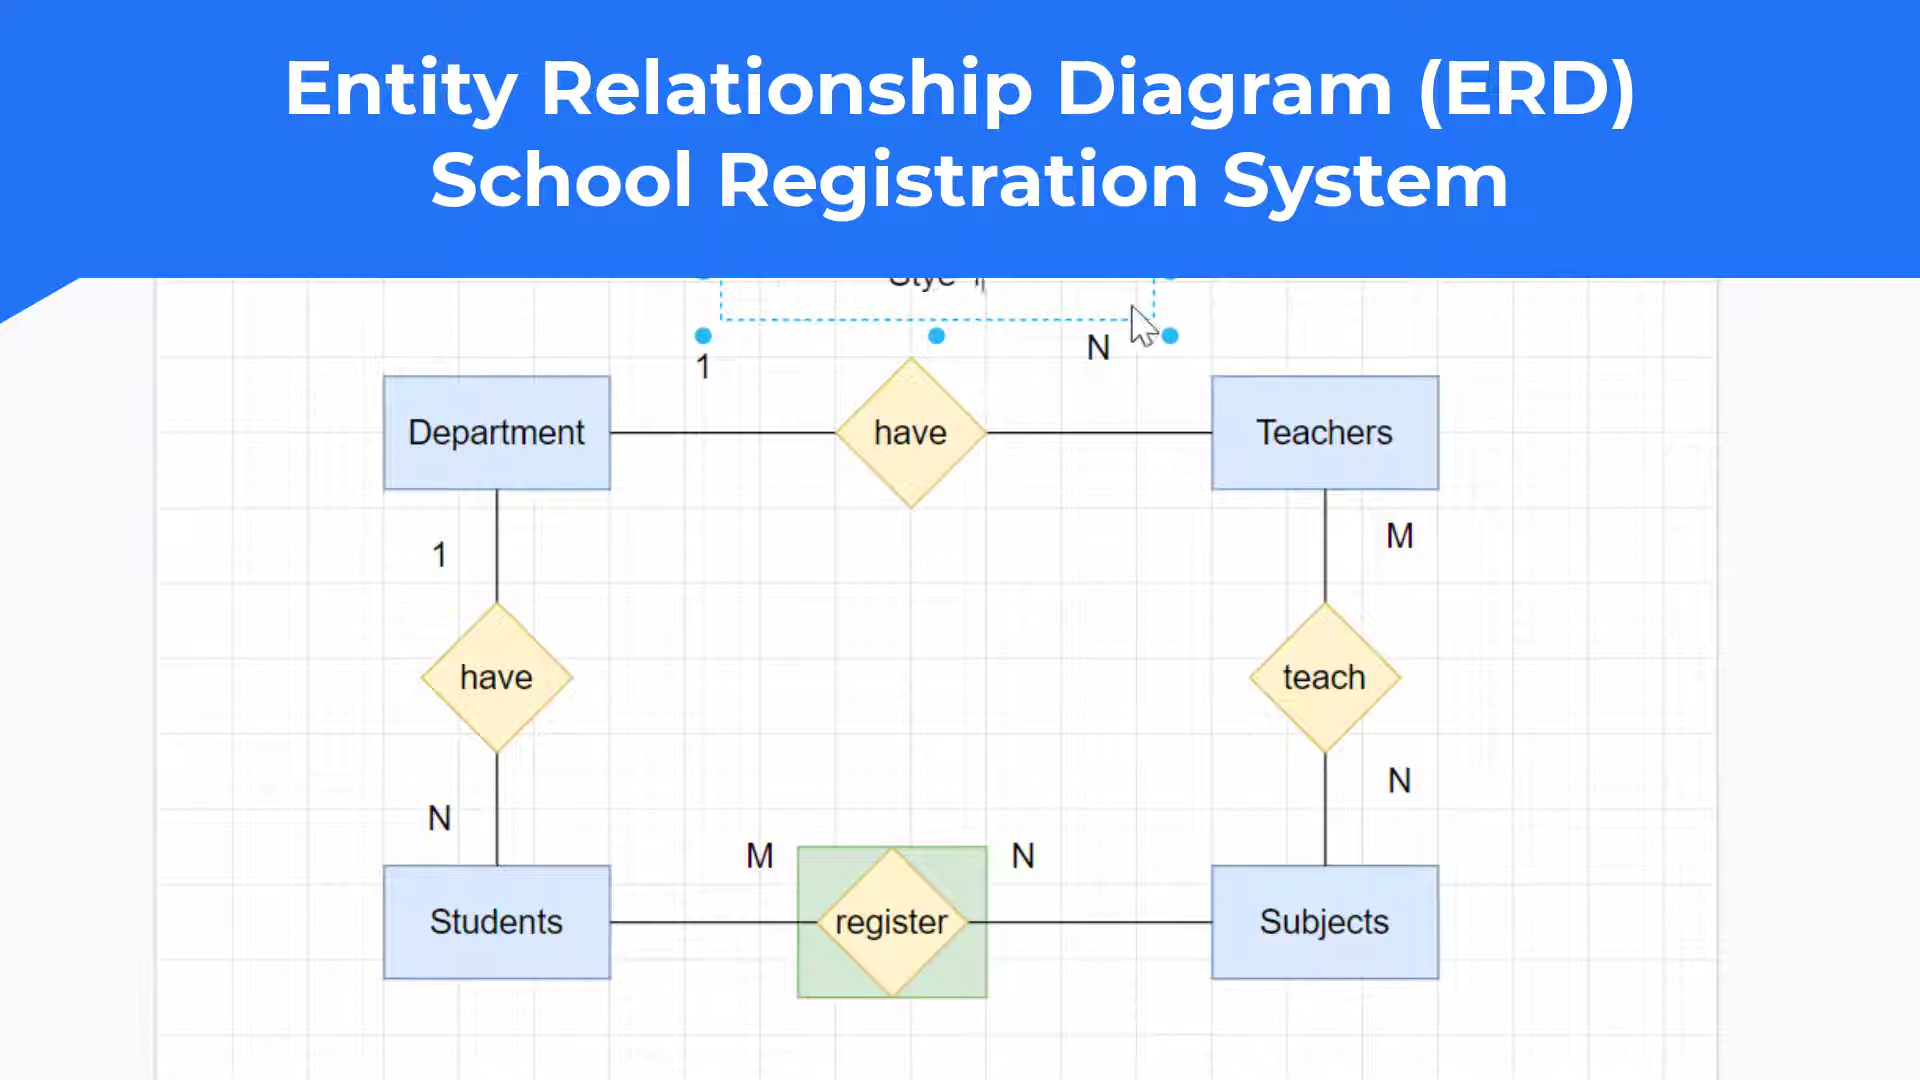 Entity Relationship Diagram (ERD)
School Registration System
1
N
Department
have
Teachers
1
M
have
teach
N
N
M
N
Students
register
Subjects